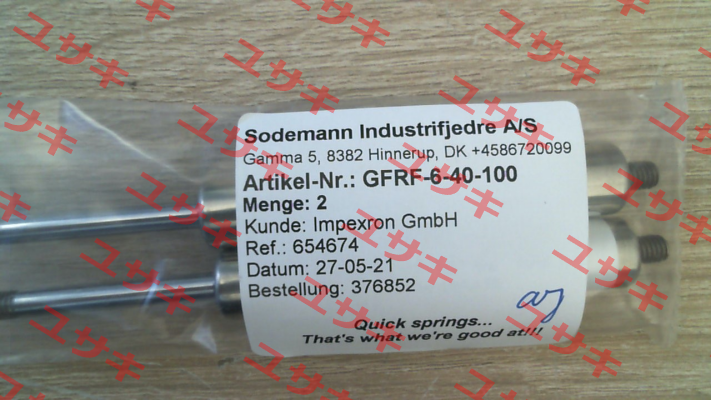 Sodemann Industrifjedre A/S
Gamma 5, 8382 Hinnerup, DK +4586720099
Artikel-Nr.: GFRF-6-40-100
Menge: 2
Kunde: Impexron GmbH
Ref.: 654674
Datum: 27-05-21
Bestellung: 376852
Quick springs...
That's what we're good at!!!
ユサキ